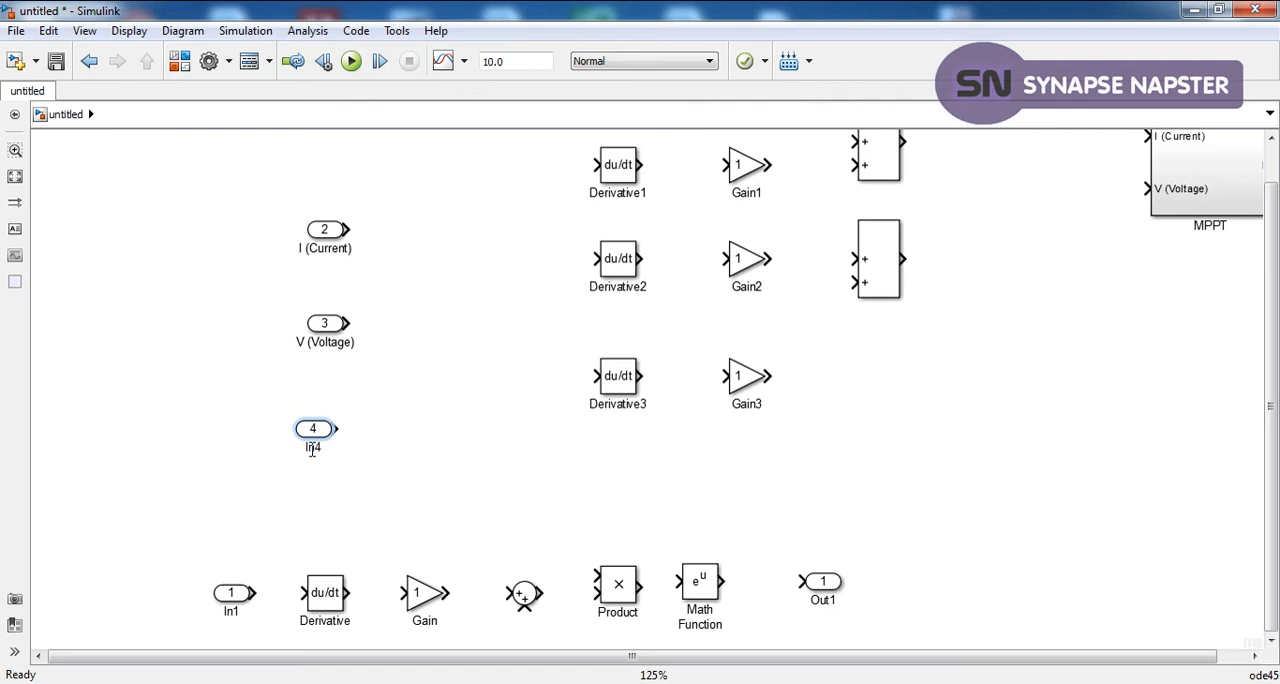 untitled * - Simulink
File Edit View Display Diagram Simulation Analysis Code Tools Help
10.0 Normal
SN SYNAPSE NAPSTER
untitled
untitled
I (Current)
V (Voltage)
MPPT
du/dt 1 + +
Derivative1 Gain1
2
I (Current)
du/dt 1 + +
Derivative2 Gain2
3
V (Voltage)
du/dt 1
Derivative3 Gain3
4
In4
1 du/dt 1 + + × e^u 1
In1 Derivative Gain Product Math Function Out1
Ready 125% ode45